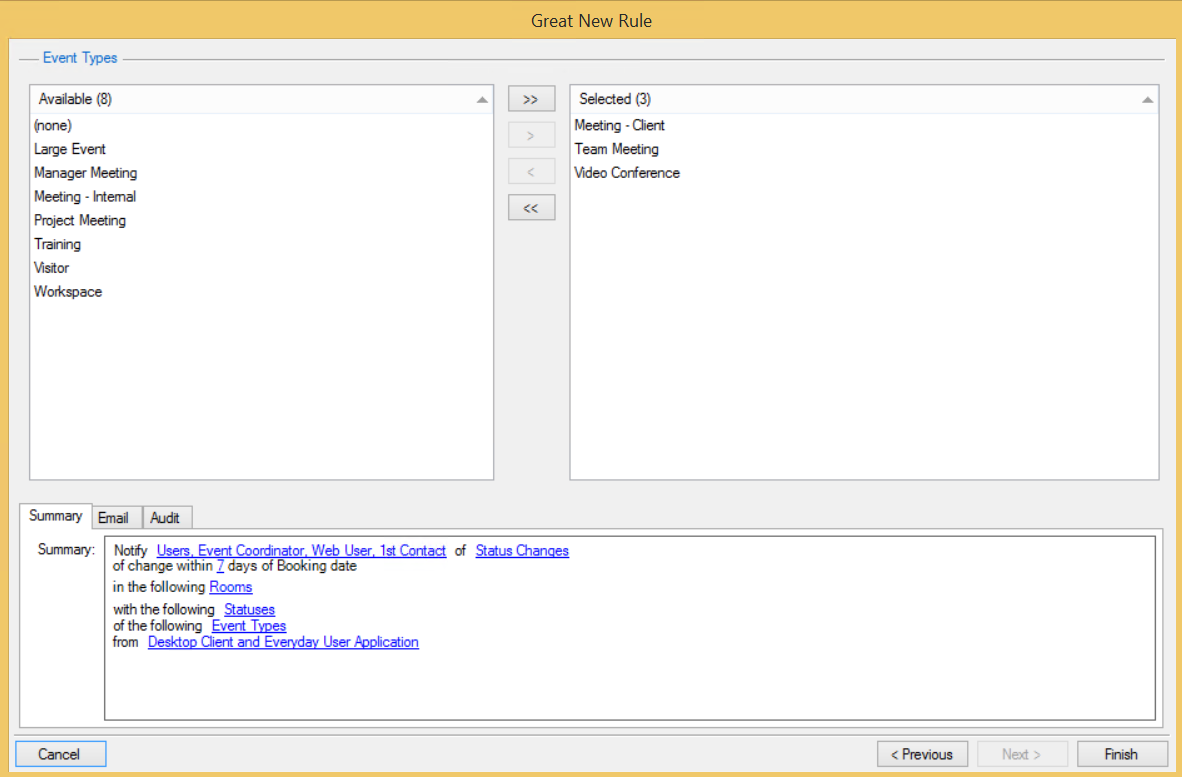 Great New Rule
Event Types
Available (8)
(none)
Large Event
Manager Meeting
Meeting - Internal
Project Meeting
Training
Visitor
Workspace
>>
>
<
<<
Selected (3)
Meeting - Client
Team Meeting
Video Conference
Summary Email Audit
Summary:
Notify Users, Event Coordinator, Web User, 1st Contact of Status Changes
of change within 7 days of Booking date
in the following Rooms
with the following Statuses
of the following Event Types
from Desktop Client and Everyday User Application
Cancel < Previous Next > Finish